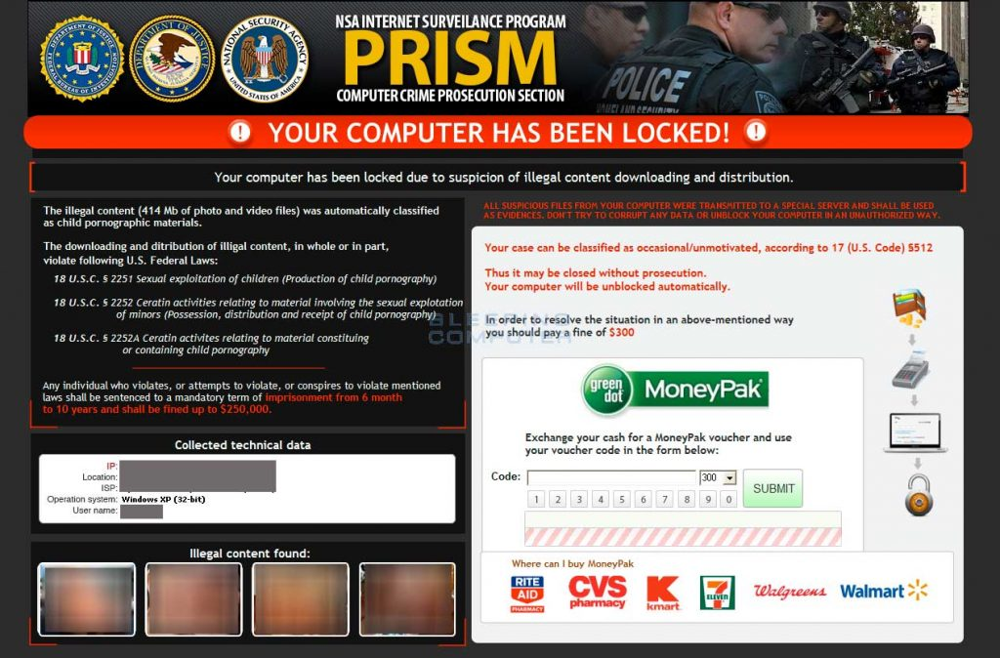 NSA INTERNET SURVEILANCE PROGRAM
PRISM
COMPUTER CRIME PROSECUTION SECTION
DEPARTMENT OF JUSTICE
FEDERAL BUREAU OF INVESTIGATION
DEPARTMENT OF JUSTICE
NATIONAL SECURITY AGENCY
UNITED STATES OF AMERICA
POLICE
HOMELAND SECURITY
YOUR COMPUTER HAS BEEN LOCKED!
Your computer has been locked due to suspicion of illegal content downloading and distribution.
The illegal content (414 Mb of photo and video files) was automatically classified
as child pornographic materials.
The downloading and ditribution of illigal content, in whole or in part,
violate following U.S. Federal Laws:
18 U.S.C. § 2251 Sexual exploitation of children (Production of child pornography)
18 U.S.C. § 2252 Ceratin activities relating to material involving the sexual explotation
of minors (Possession, distribution and receipt of child pornography)
18 U.S.C. § 2252A Ceratin activites relating to material constituting
or containing child pornography
Any individual who violates, or attempts to violate, or conspires to violate mentioned
laws shall be sentenced to a mandatory term of imprisonment from 6 month
to 10 years and shall be fined up to $250,000.
Collected technical data
IP:
Location:
ISP:
Operation system: Windows XP (32-bit)
User name:
Illegal content found:
ALL SUSPICIOUS FILES FROM YOUR COMPUTER WERE TRANSMITTED TO A SPECIAL SERVER AND SHALL BE USED
AS EVIDENCES. DON'T TRY TO CORRUPT ANY DATA OR UNBLOCK YOUR COMPUTER IN AN UNAUTHORIZED WAY.
Your case can be classified as occasional/unmotivated, according to 17 (U.S. Code) §512
Thus it may be closed without prosecution.
Your computer will be unblocked automatically.
In order to resolve the situation in an above-mentioned way
you should pay a fine of $300
BLEEPING
COMPUTER
green dot MoneyPak
Exchange your cash for a MoneyPak voucher and use
your voucher code in the form below:
Code: 300 SUBMIT
1 2 3 4 5 6 7 8 9 0
Where can I buy MoneyPak
RITE AID PHARMACY CVS pharmacy K kmart 7 ELEVEN Walgreens Walmart